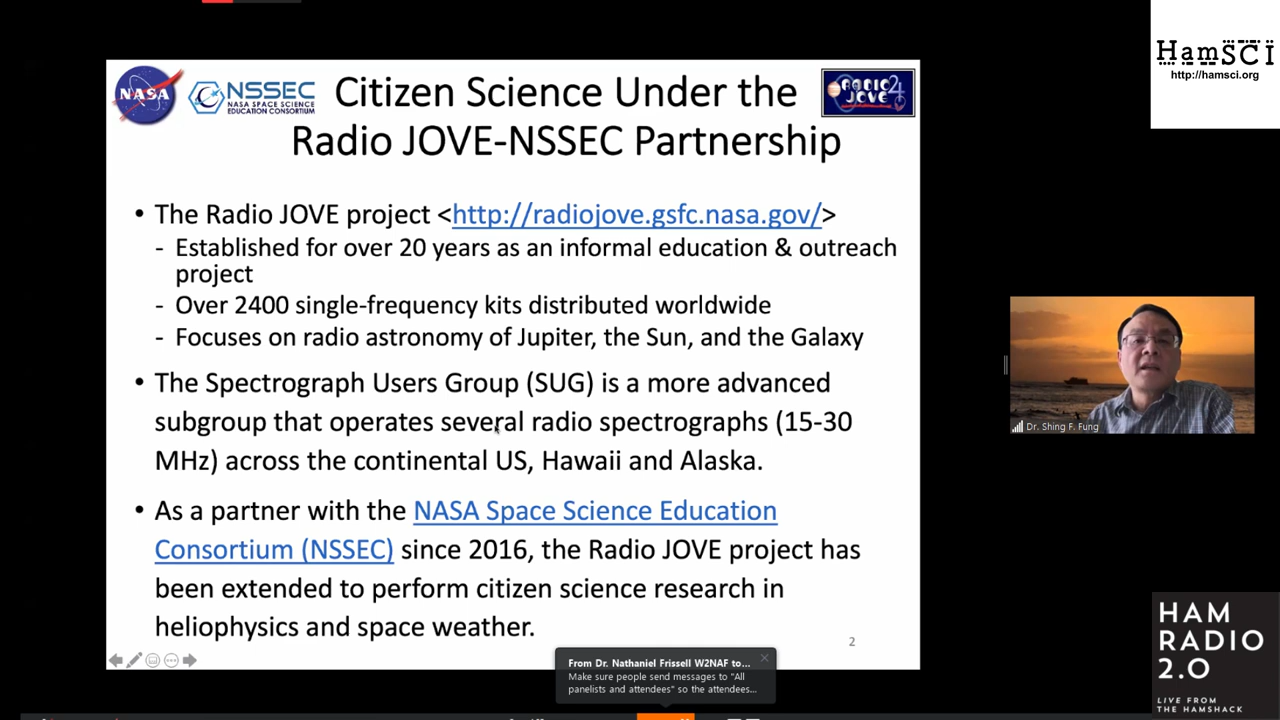 HamSCI
http://hamsci.org
NASA
NSSEC
NASA SPACE SCIENCE
EDUCATION CONSORTIUM
RADIO
JOVE
Citizen Science Under the
Radio JOVE-NSSEC Partnership
• The Radio JOVE project <http://radiojove.gsfc.nasa.gov/>
- Established for over 20 years as an informal education & outreach
project
- Over 2400 single-frequency kits distributed worldwide
- Focuses on radio astronomy of Jupiter, the Sun, and the Galaxy
• The Spectrograph Users Group (SUG) is a more advanced
subgroup that operates several radio spectrographs (15-30
MHz) across the continental US, Hawaii and Alaska.
• As a partner with the NASA Space Science Education
Consortium (NSSEC) since 2016, the Radio JOVE project has
been extended to perform citizen science research in
heliophysics and space weather.
2
Dr. Shing F. Fung
From Dr. Nathaniel Frissell W2NAF to...
Make sure people send messages to "All
panelists and attendees" so the attendees...
HAM
RADIO
2.0
LIVE FROM
THE HAMSHACK